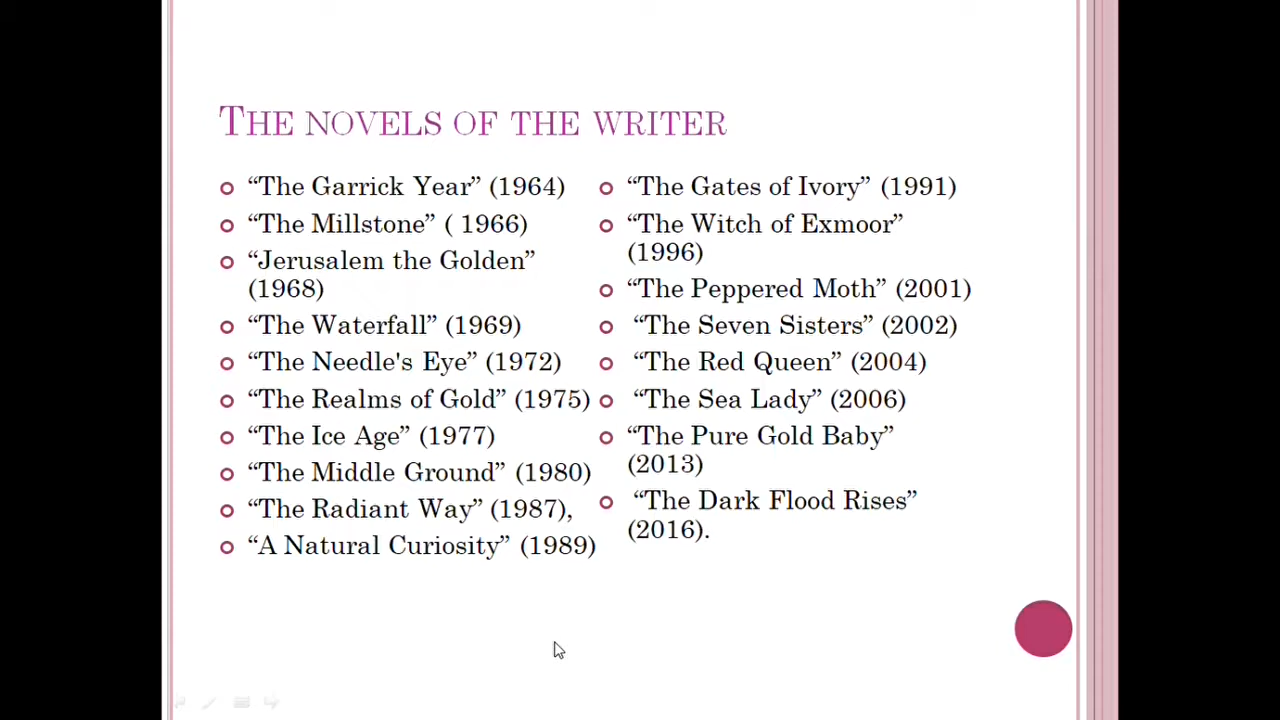 THE NOVELS OF THE WRITER
“The Garrick Year” (1964)
“The Millstone” ( 1966)
“Jerusalem the Golden”
(1968)
“The Waterfall” (1969)
“The Needle's Eye” (1972)
“The Realms of Gold” (1975)
“The Ice Age” (1977)
“The Middle Ground” (1980)
“The Radiant Way” (1987),
“A Natural Curiosity” (1989)
“The Gates of Ivory” (1991)
“The Witch of Exmoor”
(1996)
“The Peppered Moth” (2001)
“The Seven Sisters” (2002)
“The Red Queen” (2004)
“The Sea Lady” (2006)
“The Pure Gold Baby”
(2013)
“The Dark Flood Rises”
(2016).